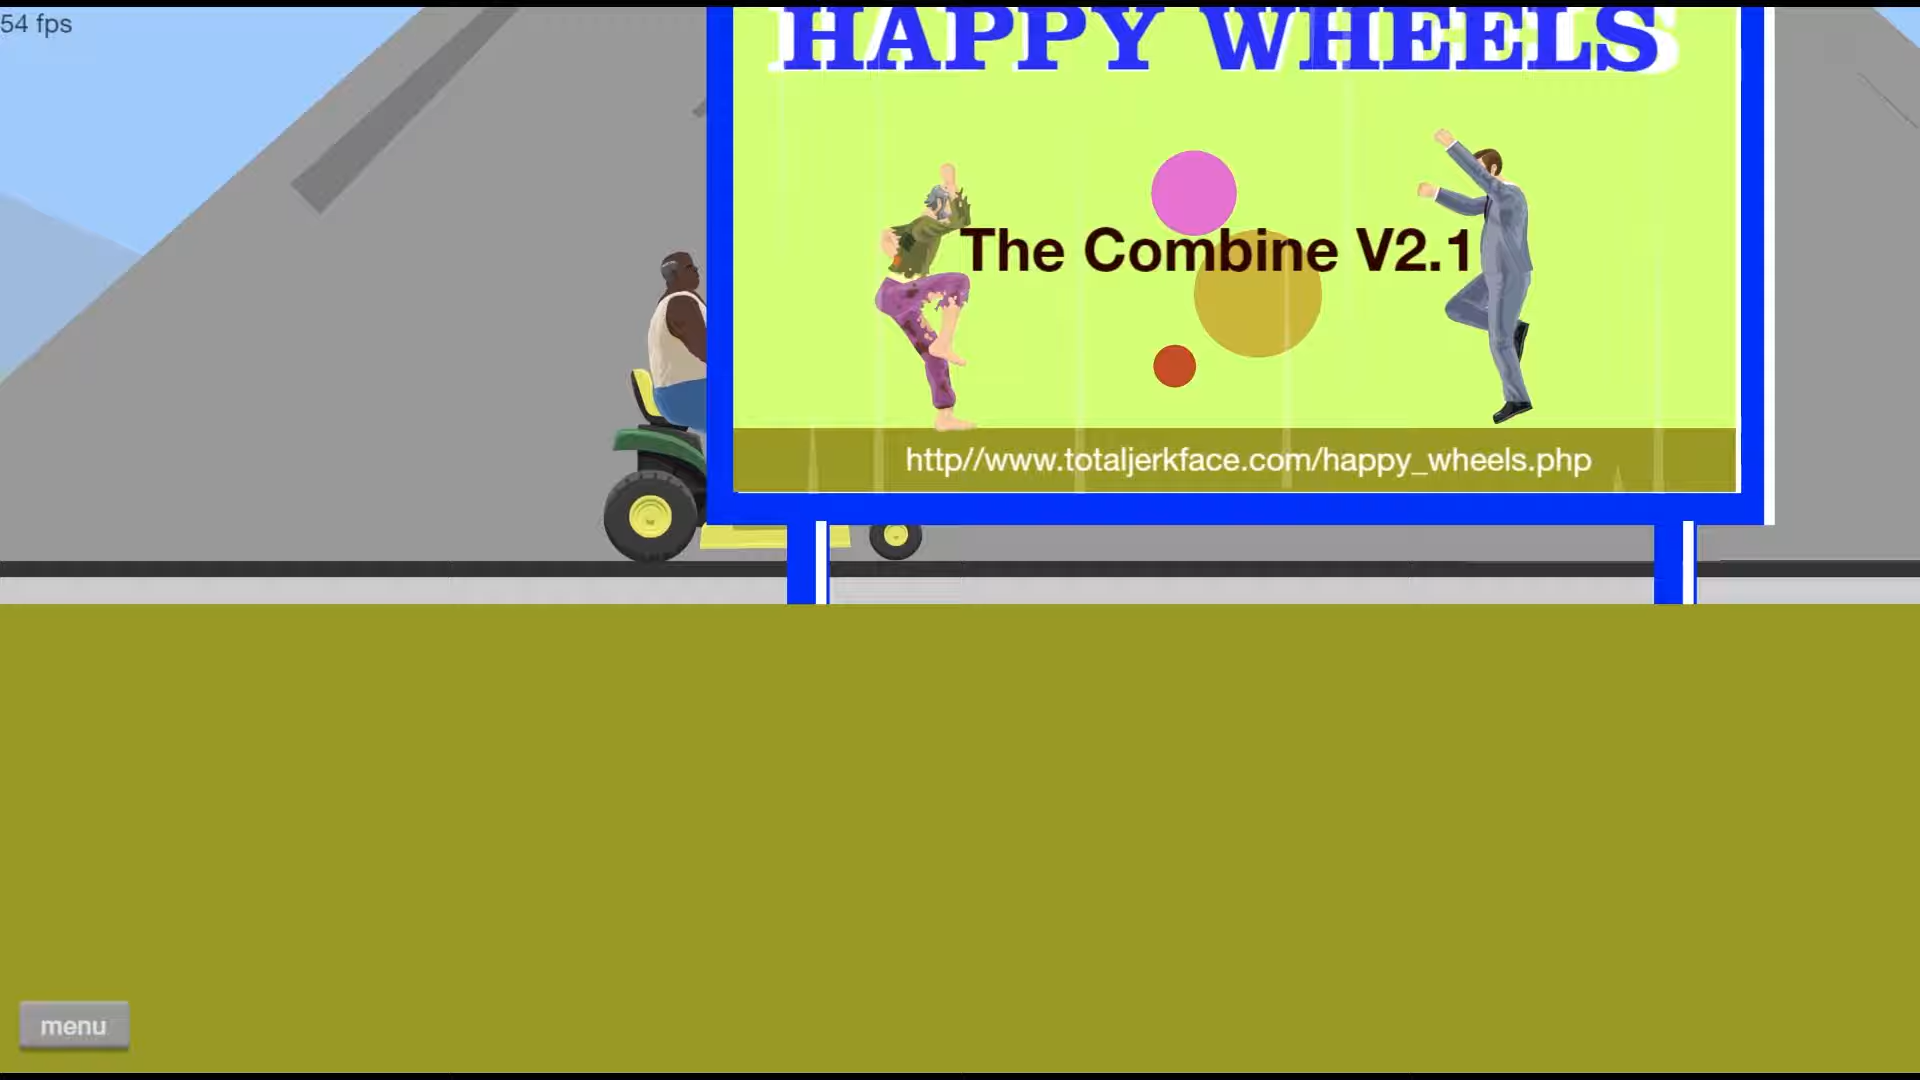 54 fps
HAPPY WHEELS
The Combine V2.1
http//www.totaljerkface.com/happy_wheels.php
menu